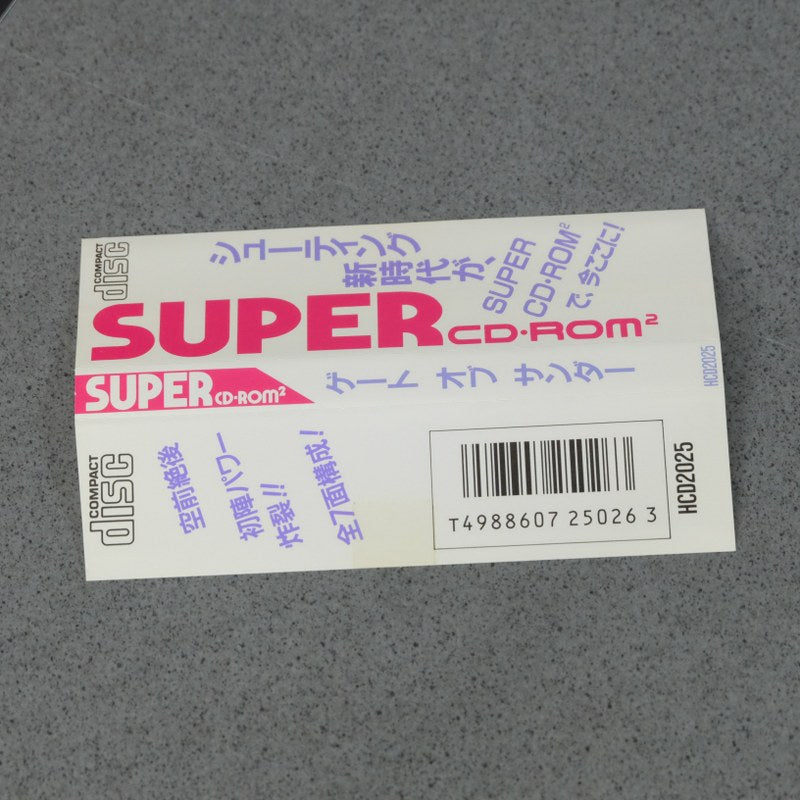 COMPACT
disc
シューティング
新時代が、
SUPER
CD・ROM²
で、今ここに！
SUPER CD・ROM²
SUPER CD・ROM²
ゲート オブ サンダー
HCD2025
COMPACT
disc
空前絶後
初陣パワー
炸裂！！
全7面構成！
T4988607 25026 3
HCD2025